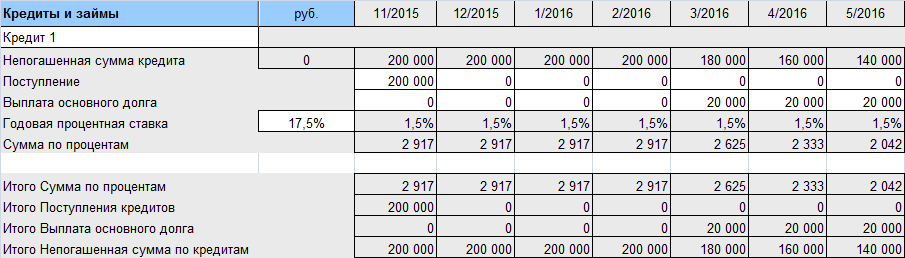 Кредиты и займы руб. 11/2015 12/2015 1/2016 2/2016 3/2016 4/2016 5/2016
Кредит 1
Непогашенная сумма кредита 0 200 000 200 000 200 000 200 000 180 000 160 000 140 000
Поступление 200 000 0 0 0 0 0 0
Выплата основного долга 0 0 0 0 20 000 20 000 20 000
Годовая процентная ставка 17,5% 1,5% 1,5% 1,5% 1,5% 1,5% 1,5% 1,5%
Сумма по процентам 2 917 2 917 2 917 2 917 2 625 2 333 2 042
Итого Сумма по процентам 2 917 2 917 2 917 2 917 2 625 2 333 2 042
Итого Поступления кредитов 200 000 0 0 0 0 0 0
Итого Выплата основного долга 0 0 0 0 20 000 20 000 20 000
Итого Непогашенная сумма по кредитам 200 000 200 000 200 000 200 000 180 000 160 000 140 000